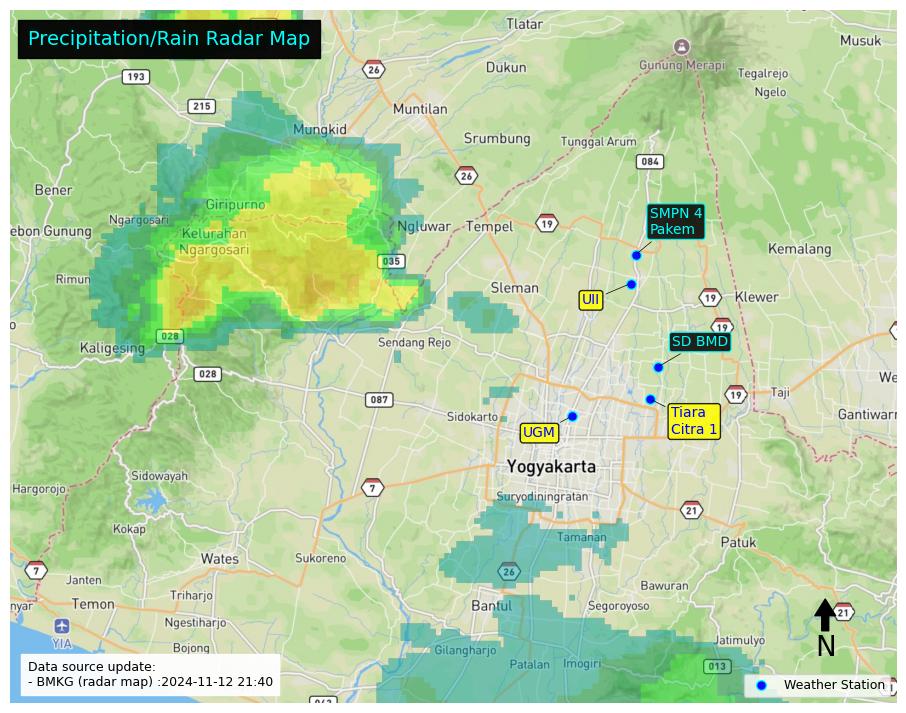 Precipitation/Rain Radar Map
Tlatar
Musuk
Gunung Merapi
26
Dukun
193
Tegalrejo
Ngelo
215
Muntilan
Mungkid
Srumbung
Tunggal Arum
084
26
Bener
Giripurno
Ngargosari
SMPN 4
Pakem
ebon Gunung
Kelurahan
Ngargosari
Ngluwar
Tempel
19
Kemalang
035
Rimun
Sleman
UII
19
Klewer
19
028
Kaligesing
Sendang Rejo
SD BMD
028
087
19
Taji
We
Sidokarto
Tiara
Citra 1
Gantiwarn
UGM
Yogyakarta
Sidowayah
Hargorojo
7
Suryodiningratan
21
Kokap
Tamanan
Patuk
Wates
Sukoreno
7
26
Janten
Bawuran
Triharjo
nyar
Temon
Bantul
Segoroyoso
21
Ngestiharjo
YIA
N
Bojong
Gilangharjo
Patalan
Imogiri
Jatimulyo
013
Data source update:
- BMKG (radar map) :2024-11-12 21:40
Weather Station